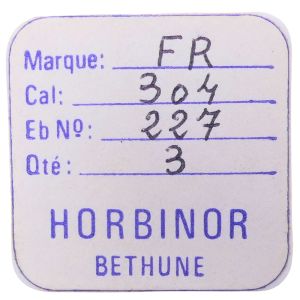 Marque: FR
Cal: 304
Eb Nº: 227
Qté: 3
HORBINOR
BETHUNE